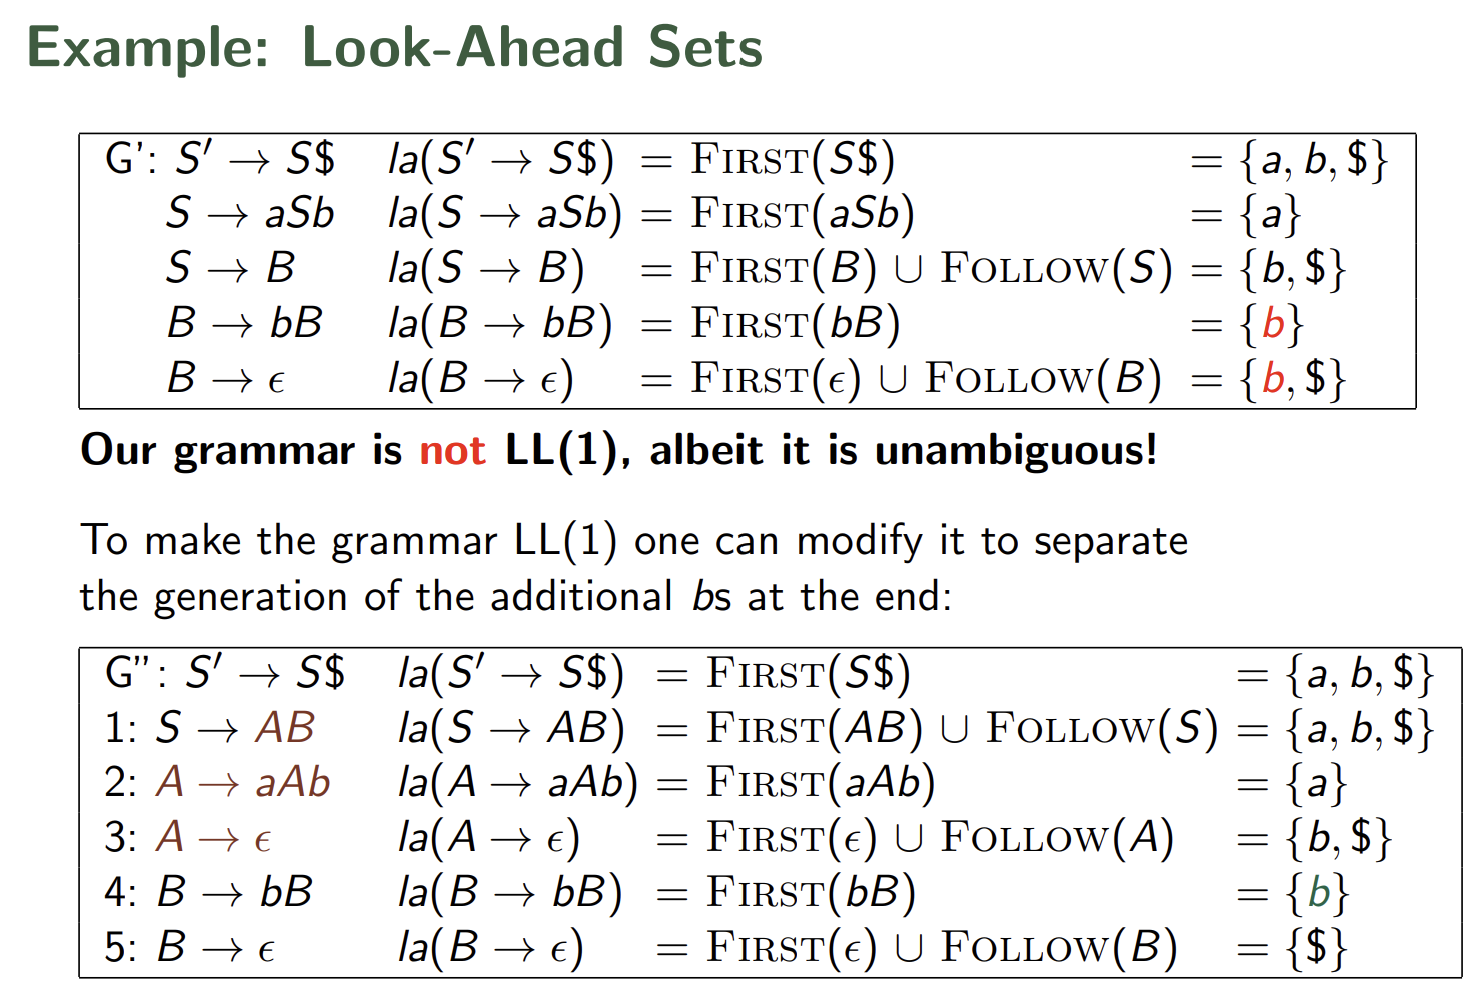 Example: Look-Ahead Sets
G’: S′ → S$ la(S′ → S$) = First(S$) = {a, b, $}
S → aSb la(S → aSb) = First(aSb) = {a}
S → B la(S → B) = First(B) ∪ Follow(S) = {b, $}
B → bB la(B → bB) = First(bB) = {b}
B → ϵ la(B → ϵ) = First(ϵ) ∪ Follow(B) = {b, $}
Our grammar is not LL(1), albeit it is unambiguous!
To make the grammar LL(1) one can modify it to separate
the generation of the additional bs at the end:
G”: S′ → S$ la(S′ → S$) = First(S$) = {a, b, $}
1: S → AB la(S → AB) = First(AB) ∪ Follow(S) = {a, b, $}
2: A → aAb la(A → aAb) = First(aAb) = {a}
3: A → ϵ la(A → ϵ) = First(ϵ) ∪ Follow(A) = {b, $}
4: B → bB la(B → bB) = First(bB) = {b}
5: B → ϵ la(B → ϵ) = First(ϵ) ∪ Follow(B) = {$}